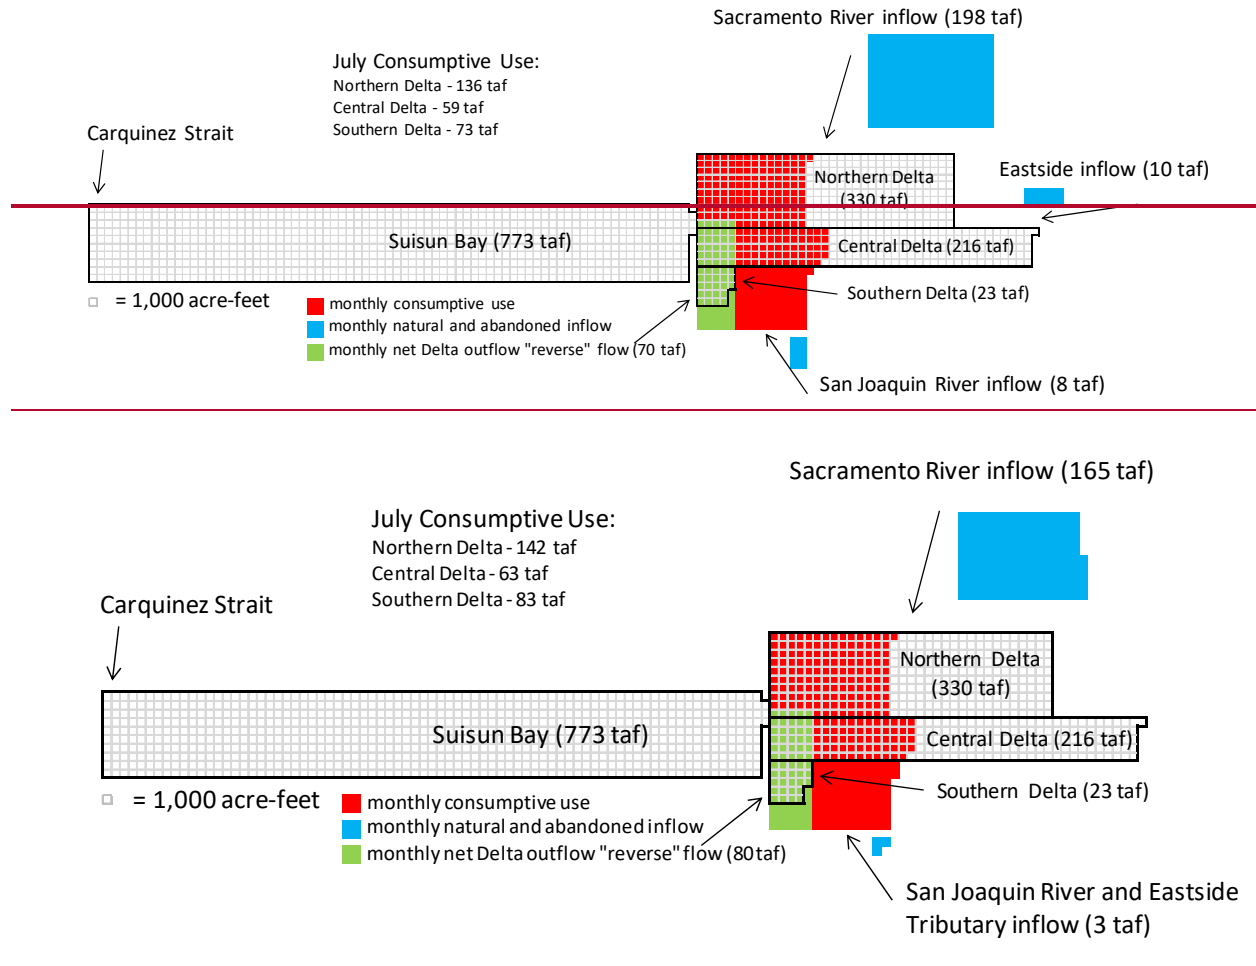 Sacramento River inflow (198 taf)
July Consumptive Use:
Northern Delta - 136 taf
Central Delta - 59 taf
Southern Delta - 73 taf
Carquinez Strait
Eastside inflow (10 taf)
Northern Delta
(330 taf)
Suisun Bay (773 taf)
Central Delta (216 taf)
Southern Delta (23 taf)
= 1,000 acre-feet
monthly consumptive use
monthly natural and abandoned inflow
monthly net Delta outflow "reverse" flow (70 taf)
San Joaquin River inflow (8 taf)
Sacramento River inflow (165 taf)
July Consumptive Use:
Northern Delta - 142 taf
Central Delta - 63 taf
Southern Delta - 83 taf
Carquinez Strait
Northern Delta
(330 taf)
Suisun Bay (773 taf)
Central Delta (216 taf)
Southern Delta (23 taf)
= 1,000 acre-feet
monthly consumptive use
monthly natural and abandoned inflow
monthly net Delta outflow "reverse" flow (80 taf)
San Joaquin River and Eastside
Tributary inflow (3 taf)